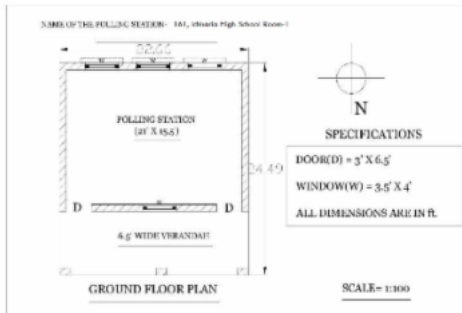 NAME OF THE POLLING STATION- 161, High School Room-1
W W W
POLLING STATION
(21' X 15.5')
24.49
W
D D
6.5' WIDE VERANDAH
GROUND FLOOR PLAN
N
SPECIFICATIONS
DOOR(D) = 3' X 6.5'
WINDOW(W) = 3.5' X 4'
ALL DIMENSIONS ARE IN ft.
SCALE= 1:100